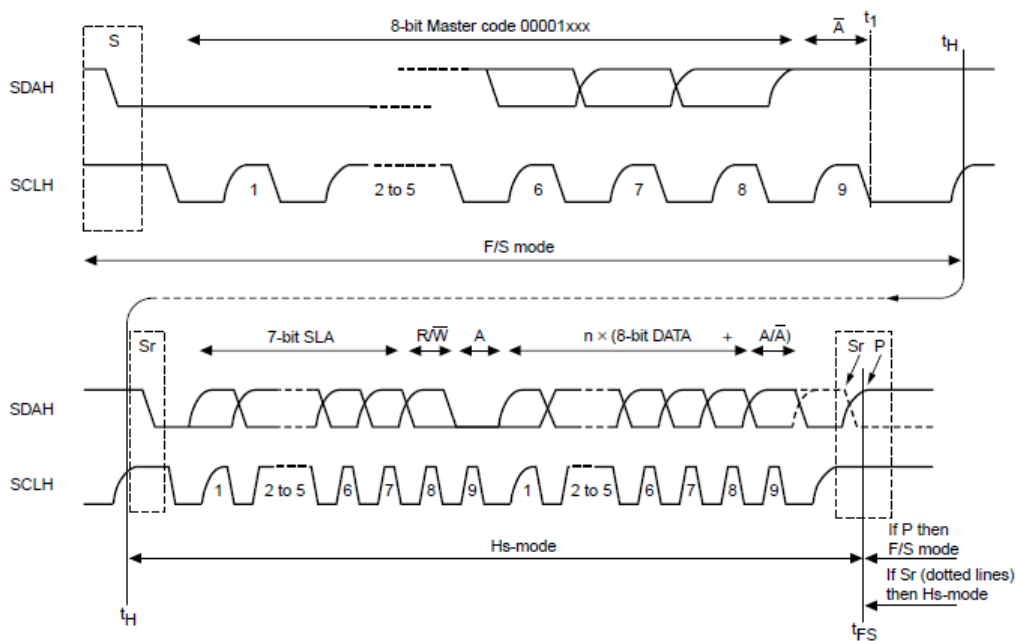 8-bit Master code 00001xxx
A̅
t1
S
tH
SDAH
SCLH
1
2 to 5
6
7
8
9
F/S mode
Sr
7-bit SLA
R/W̅
A
n × (8-bit DATA + A/A̅)
Sr P
SDAH
SCLH
1
2 to 5
6
7
8
9
1
2 to 5
6
7
8
9
If P then
F/S mode
Hs-mode
If Sr (dotted lines)
then Hs-mode
tH
tFS